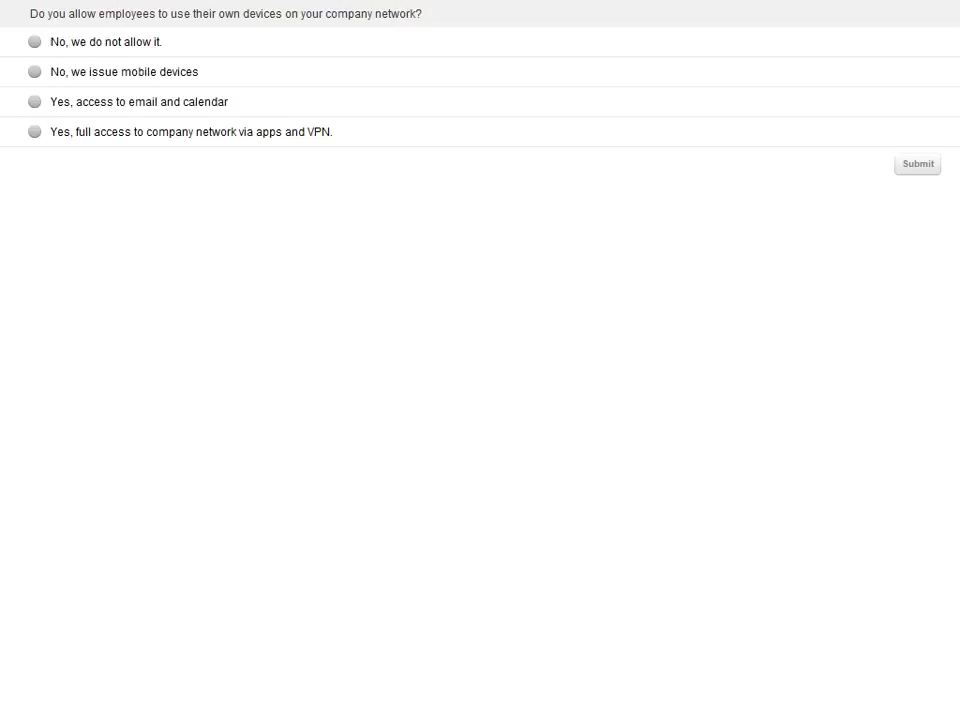 Do you allow employees to use their own devices on your company network?
No, we do not allow it.
No, we issue mobile devices
Yes, access to email and calendar
Yes, full access to company network via apps and VPN.
Submit